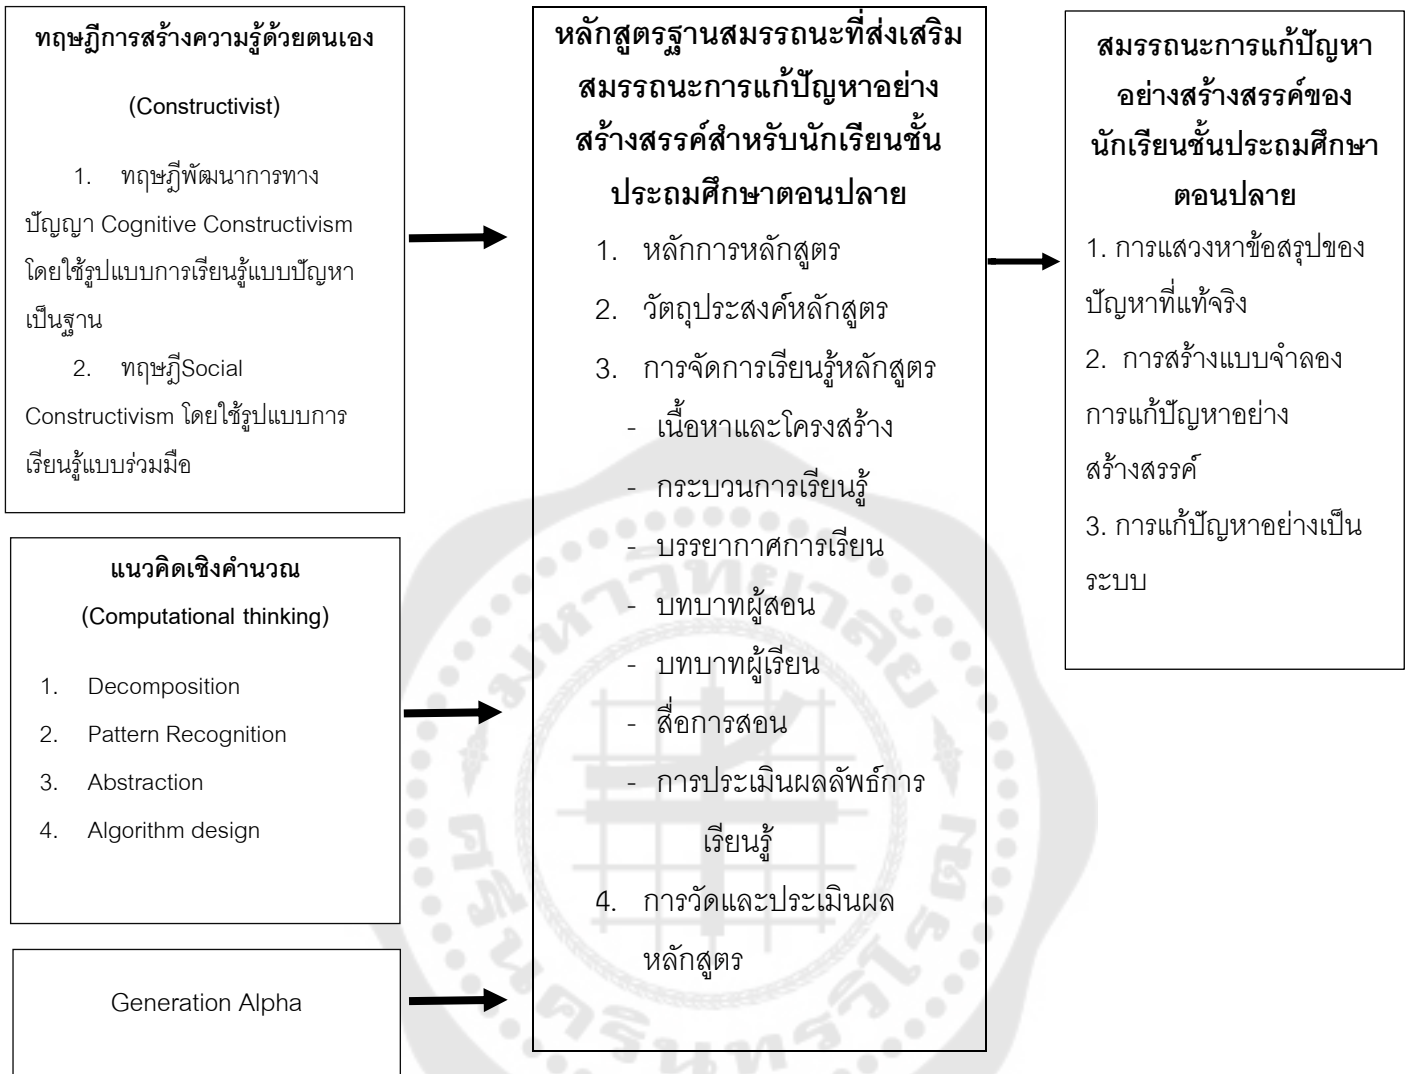 ทฤษฎีการสร้างความรู้ด้วยตนเอง
(Constructivist)
1. ทฤษฎีพัฒนาการทาง
ปัญญา Cognitive Constructivism
โดยใช้รูปแบบการเรียนรู้แบบปัญหา
เป็นฐาน
2. ทฤษฎีSocial
Constructivism โดยใช้รูปแบบการ
เรียนรู้แบบร่วมมือ
แนวคิดเชิงคำนวณ
(Computational thinking)
1. Decomposition
2. Pattern Recognition
3. Abstraction
4. Algorithm design
Generation Alpha
หลักสูตรฐานสมรรถนะที่ส่งเสริม
สมรรถนะการแก้ปัญหาอย่าง
สร้างสรรค์สำหรับนักเรียนชั้น
ประถมศึกษาตอนปลาย
1. หลักการหลักสูตร
2. วัตถุประสงค์หลักสูตร
3. การจัดการเรียนรู้หลักสูตร
- เนื้อหาและโครงสร้าง
- กระบวนการเรียนรู้
- บรรยากาศการเรียน
- บทบาทผู้สอน
- บทบาทผู้เรียน
- สื่อการสอน
- การประเมินผลลัพธ์การ
เรียนรู้
4. การวัดและประเมินผล
หลักสูตร
สมรรถนะการแก้ปัญหา
อย่างสร้างสรรค์ของ
นักเรียนชั้นประถมศึกษา
ตอนปลาย
1. การแสวงหาข้อสรุปของ
ปัญหาที่แท้จริง
2. การสร้างแบบจำลอง
การแก้ปัญหาอย่าง
สร้างสรรค์
3. การแก้ปัญหาอย่างเป็น
ระบบ
มหาวิทยาลัย
ศรีนครินทรวิโรฒ